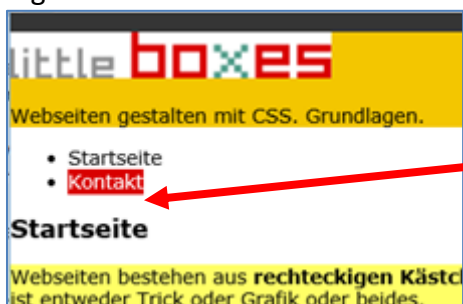 little boxes
Webseiten gestalten mit CSS. Grundlagen.
• Startseite
• Kontakt
Startseite
Webseiten bestehen aus rechteckigen
ist entweder Trick oder Grafik oder beides.